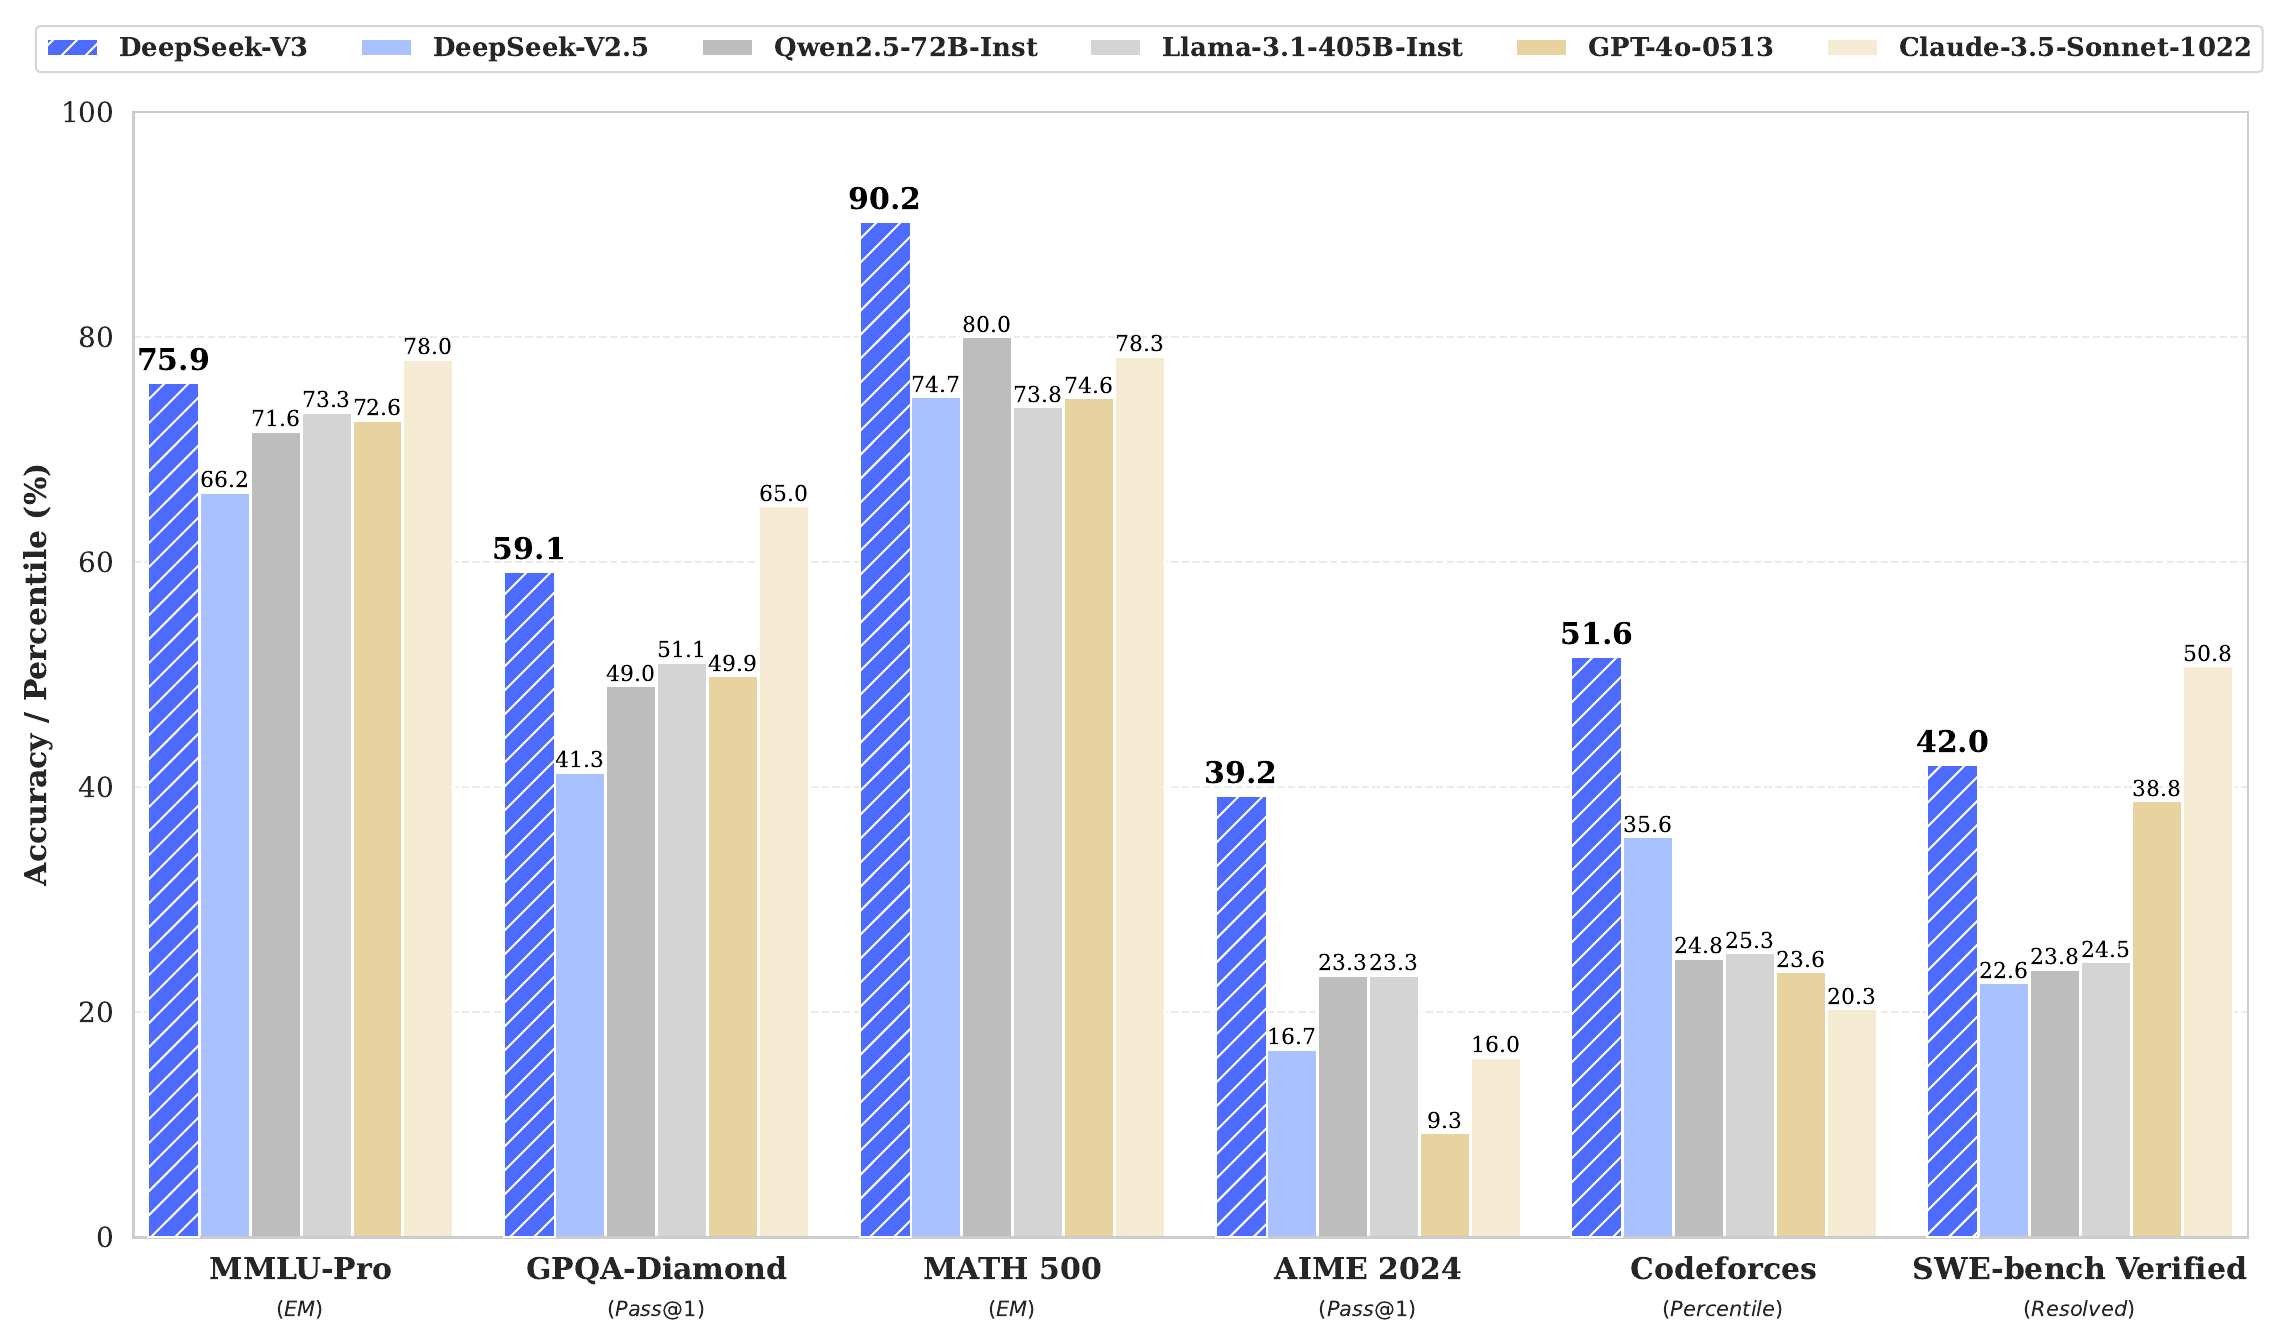 DeepSeek-V3 DeepSeek-V2.5 Qwen2.5-72B-Inst Llama-3.1-405B-Inst GPT-4o-0513 Claude-3.5-Sonnet-1022
Accuracy / Percentile (%)
100
80
60
40
20
0
75.9 66.2 71.6 73.3 72.6 78.0
59.1 41.3 49.0 51.1 49.9 65.0
90.2 74.7 80.0 73.8 74.6 78.3
39.2 16.7 23.3 23.3 9.3 16.0
51.6 35.6 24.8 25.3 23.6 20.3
42.0 22.6 23.8 24.5 38.8 50.8
MMLU-Pro GPQA-Diamond MATH 500 AIME 2024 Codeforces SWE-bench Verified
(EM) (Pass@1) (EM) (Pass@1) (Percentile) (Resolved)